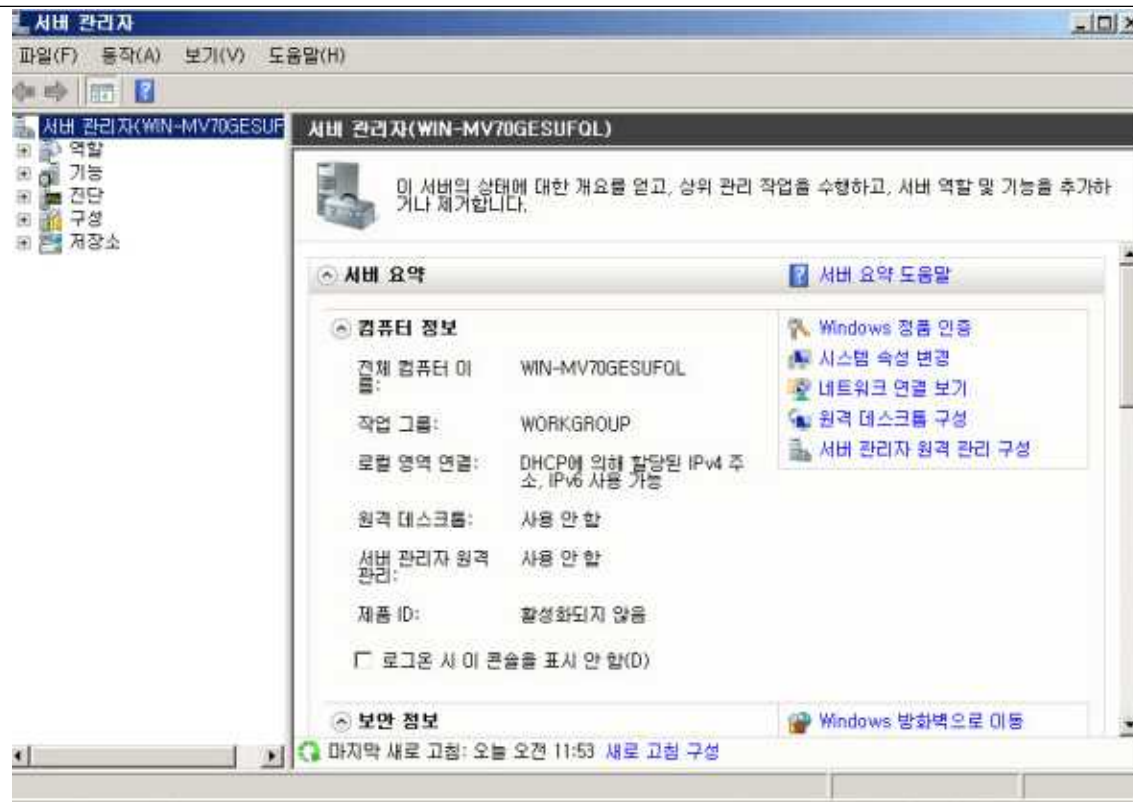 서버 관리자
파일(F) 동작(A) 보기(V) 도움말(H)
서버 관리자(WIN-MV70GESUF
역할
기능
진단
구성
저장소
서버 관리자(WIN-MV70GESUFQL)
이 서버의 상태에 대한 개요를 얻고, 상위 관리 작업을 수행하고, 서버 역할 및 기능을 추가하
거나 제거합니다.
서버 요약
서버 요약 도움말
컴퓨터 정보
전체 컴퓨터 이
름:
WIN-MV70GESUFQL
작업 그룹:
WORKGROUP
로컬 영역 연결:
DHCP에 의해 할당된 IPv4 주
소, IPv6 사용 가능
원격 데스크톱:
사용 안 함
서버 관리자 원격
관리:
사용 안 함
제품 ID:
활성화되지 않음
로그온 시 이 콘솔을 표시 안 함(D)
Windows 정품 인증
시스템 속성 변경
네트워크 연결 보기
원격 데스크톱 구성
서버 관리자 원격 관리 구성
보안 정보
Windows 방화벽으로 이동
마지막 새로 고침: 오늘 오전 11:53 새로 고침 구성